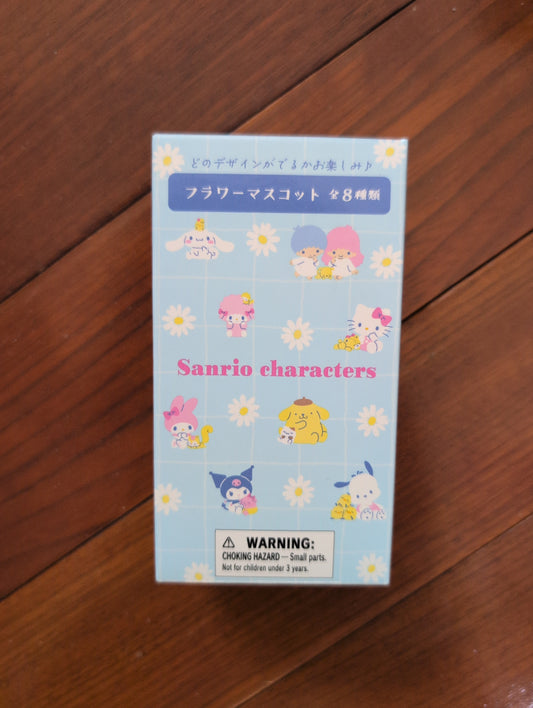 どのデザインがでるかお楽しみ♪
フラワーマスコット 全8種類
Sanrio characters
⚠ WARNING:
CHOKING HAZARD — Small parts.
Not for children under 3 years.